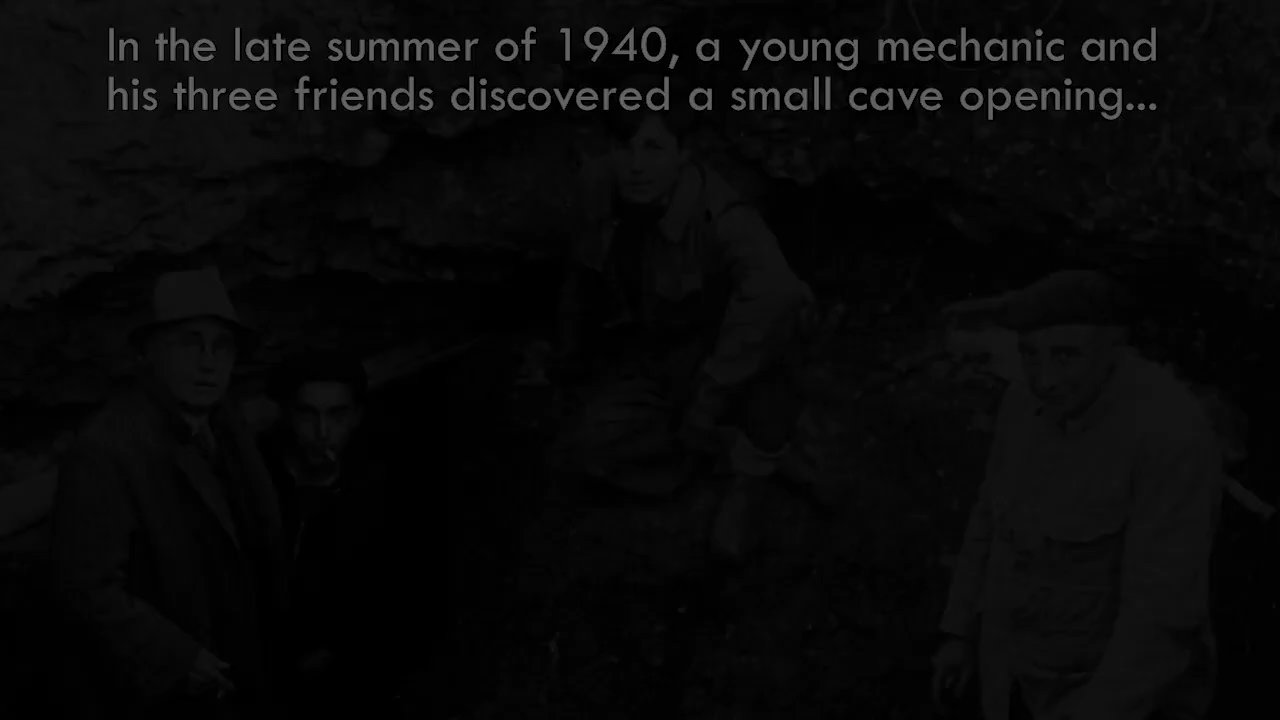 In the late summer of 1940, a young mechanic and
his three friends discovered a small cave opening...